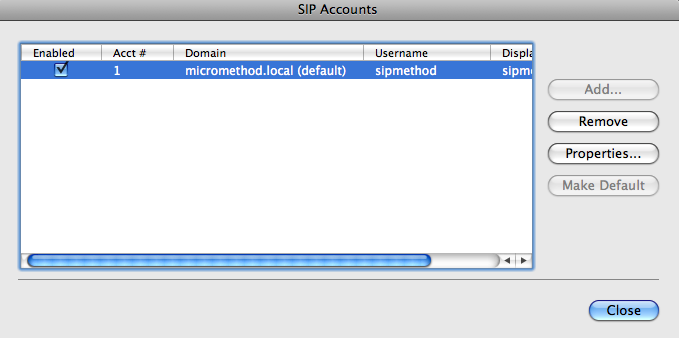 SIP Accounts
Enabled Acct # Domain Username Displa
1 micromethod.local (default) sipmethod sipme
Add...
Remove
Properties...
Make Default
Close